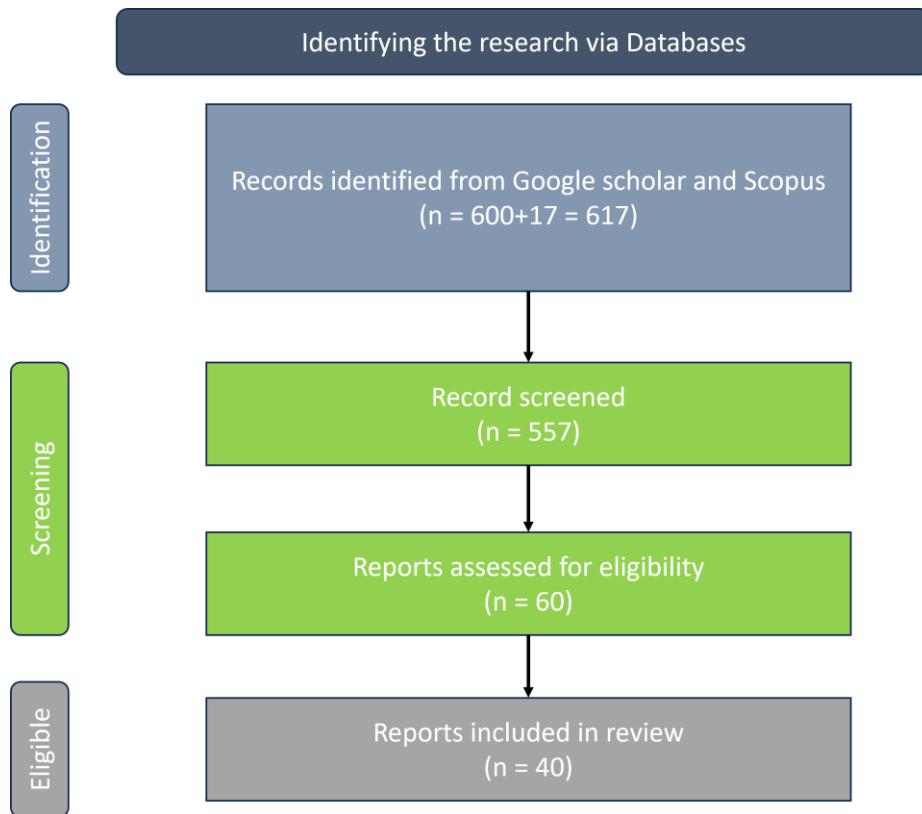 Identifying the research via Databases
Identification
Records identified from Google scholar and Scopus
(n = 600+17 = 617)
Screening
Record screened
(n = 557)
Reports assessed for eligibility
(n = 60)
Eligible
Reports included in review
(n = 40)